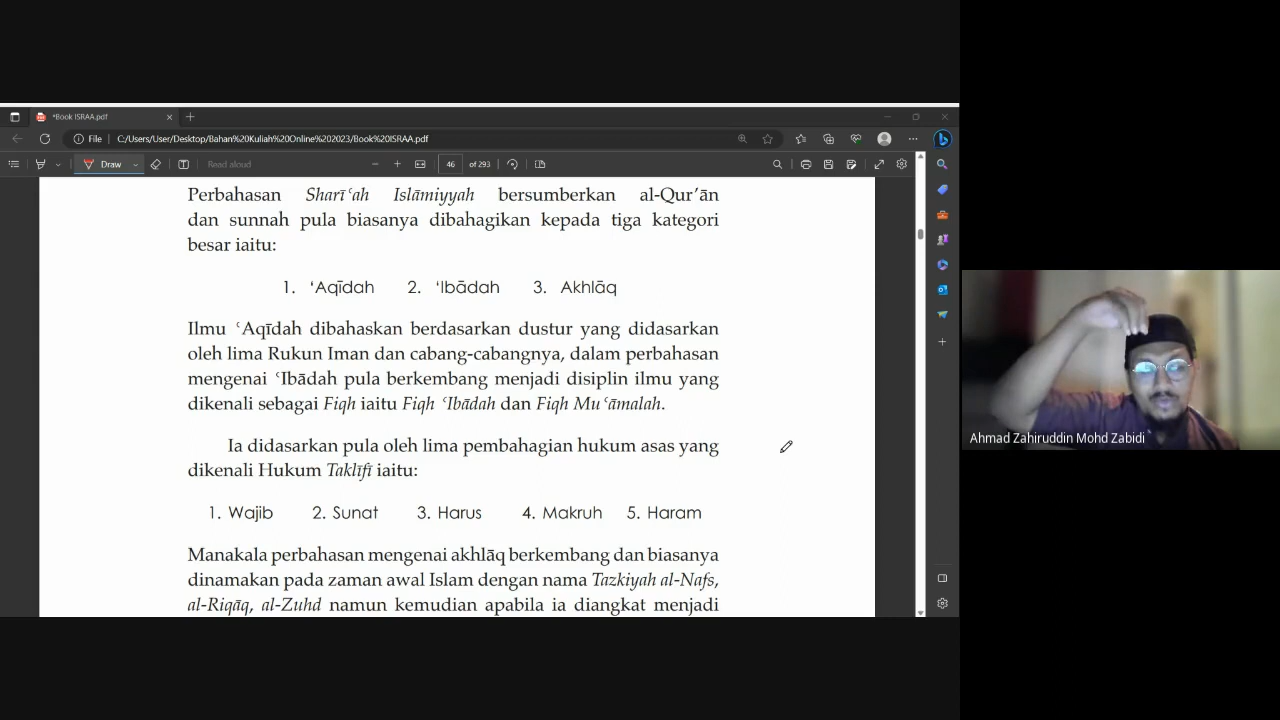 *Book ISRAA.pdf
File
C:/Users/User/Desktop/Bahan%20Kuliah%20Online%202023/Book%20ISRAA.pdf
Draw
Read aloud
46 of 293
Perbahasan Sharīʿah Islāmiyyah bersumberkan al-Qur’ān
dan sunnah pula biasanya dibahagikan kepada tiga kategori
besar iaitu:
1. ‘Aqīdah 2. ‘Ibādah 3. Akhlāq
Ilmu ʿAqīdah dibahaskan berdasarkan dustur yang didasarkan
oleh lima Rukun Iman dan cabang-cabangnya, dalam perbahasan
mengenai ʿIbādah pula berkembang menjadi disiplin ilmu yang
dikenali sebagai Fiqh iaitu Fiqh ʿIbādah dan Fiqh Muʿāmalah.
Ia didasarkan pula oleh lima pembahagian hukum asas yang
dikenali Hukum Taklīfī iaitu:
1. Wajib 2. Sunat 3. Harus 4. Makruh 5. Haram
Manakala perbahasan mengenai akhlāq berkembang dan biasanya
dinamakan pada zaman awal Islam dengan nama Tazkiyah al-Nafs,
al-Riqāq, al-Zuhd namun kemudian apabila ia diangkat menjadi
Ahmad Zahiruddin Mohd Zabidi